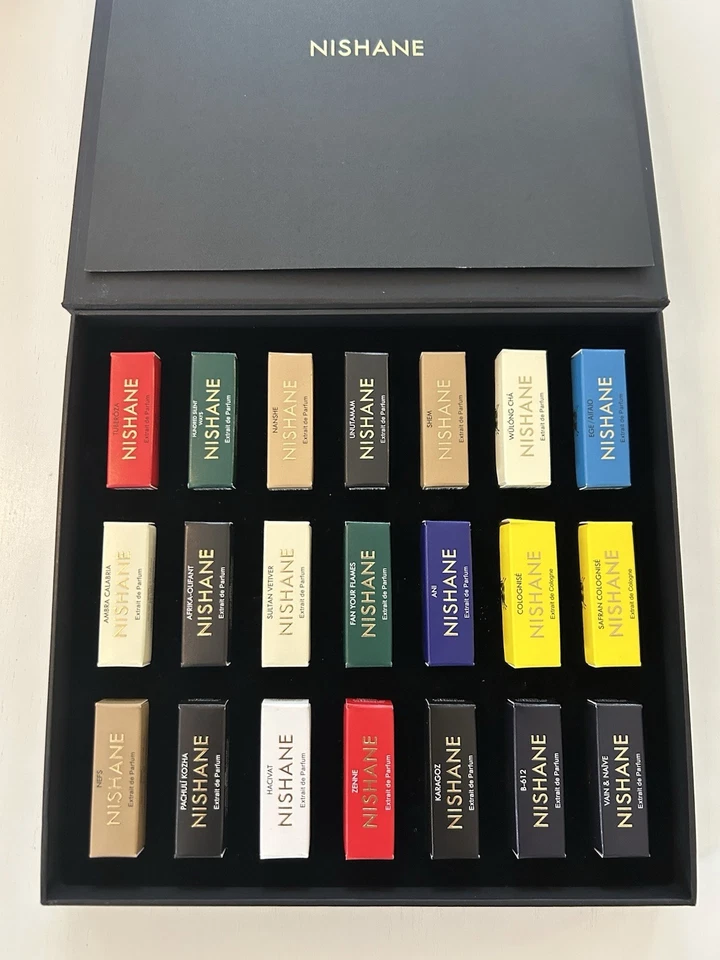 NISHANE
TUBERÓZA
NISHANE
Extrait de Parfum
HUNDRED SILENT
WAYS
NISHANE
Extrait de Parfum
NANSHE
NISHANE
Extrait de Parfum
UNUTAMAM
NISHANE
Extrait de Parfum
SHEM
NISHANE
Extrait de Parfum
WŪLÓNG CHÁ
NISHANE
Extrait de Parfum
EGE / ΑΙΓΑΙΟ
NISHANE
Extrait de Parfum
AMBRA CALABRIA
NISHANE
Extrait de Parfum
AFRIKA-OLIFANT
NISHANE
Extrait de Parfum
SULTAN VETIVER
NISHANE
Extrait de Parfum
FAN YOUR FLAMES
NISHANE
Extrait de Parfum
ANI
NISHANE
Extrait de Parfum
COLOGNISÉ
NISHANE
Extrait de Cologne
SAFRAN COLOGNISÉ
NISHANE
Extrait de Cologne
NEFS
NISHANE
Extrait de Parfum
PACHULÍ KOZHA
NISHANE
Extrait de Parfum
HACIVAT
NISHANE
Extrait de Parfum
ZENNE
NISHANE
Extrait de Parfum
KARAGOZ
NISHANE
Extrait de Parfum
B-612
NISHANE
Extrait de Parfum
VAIN & NAÏVE
NISHANE
Extrait de Parfum